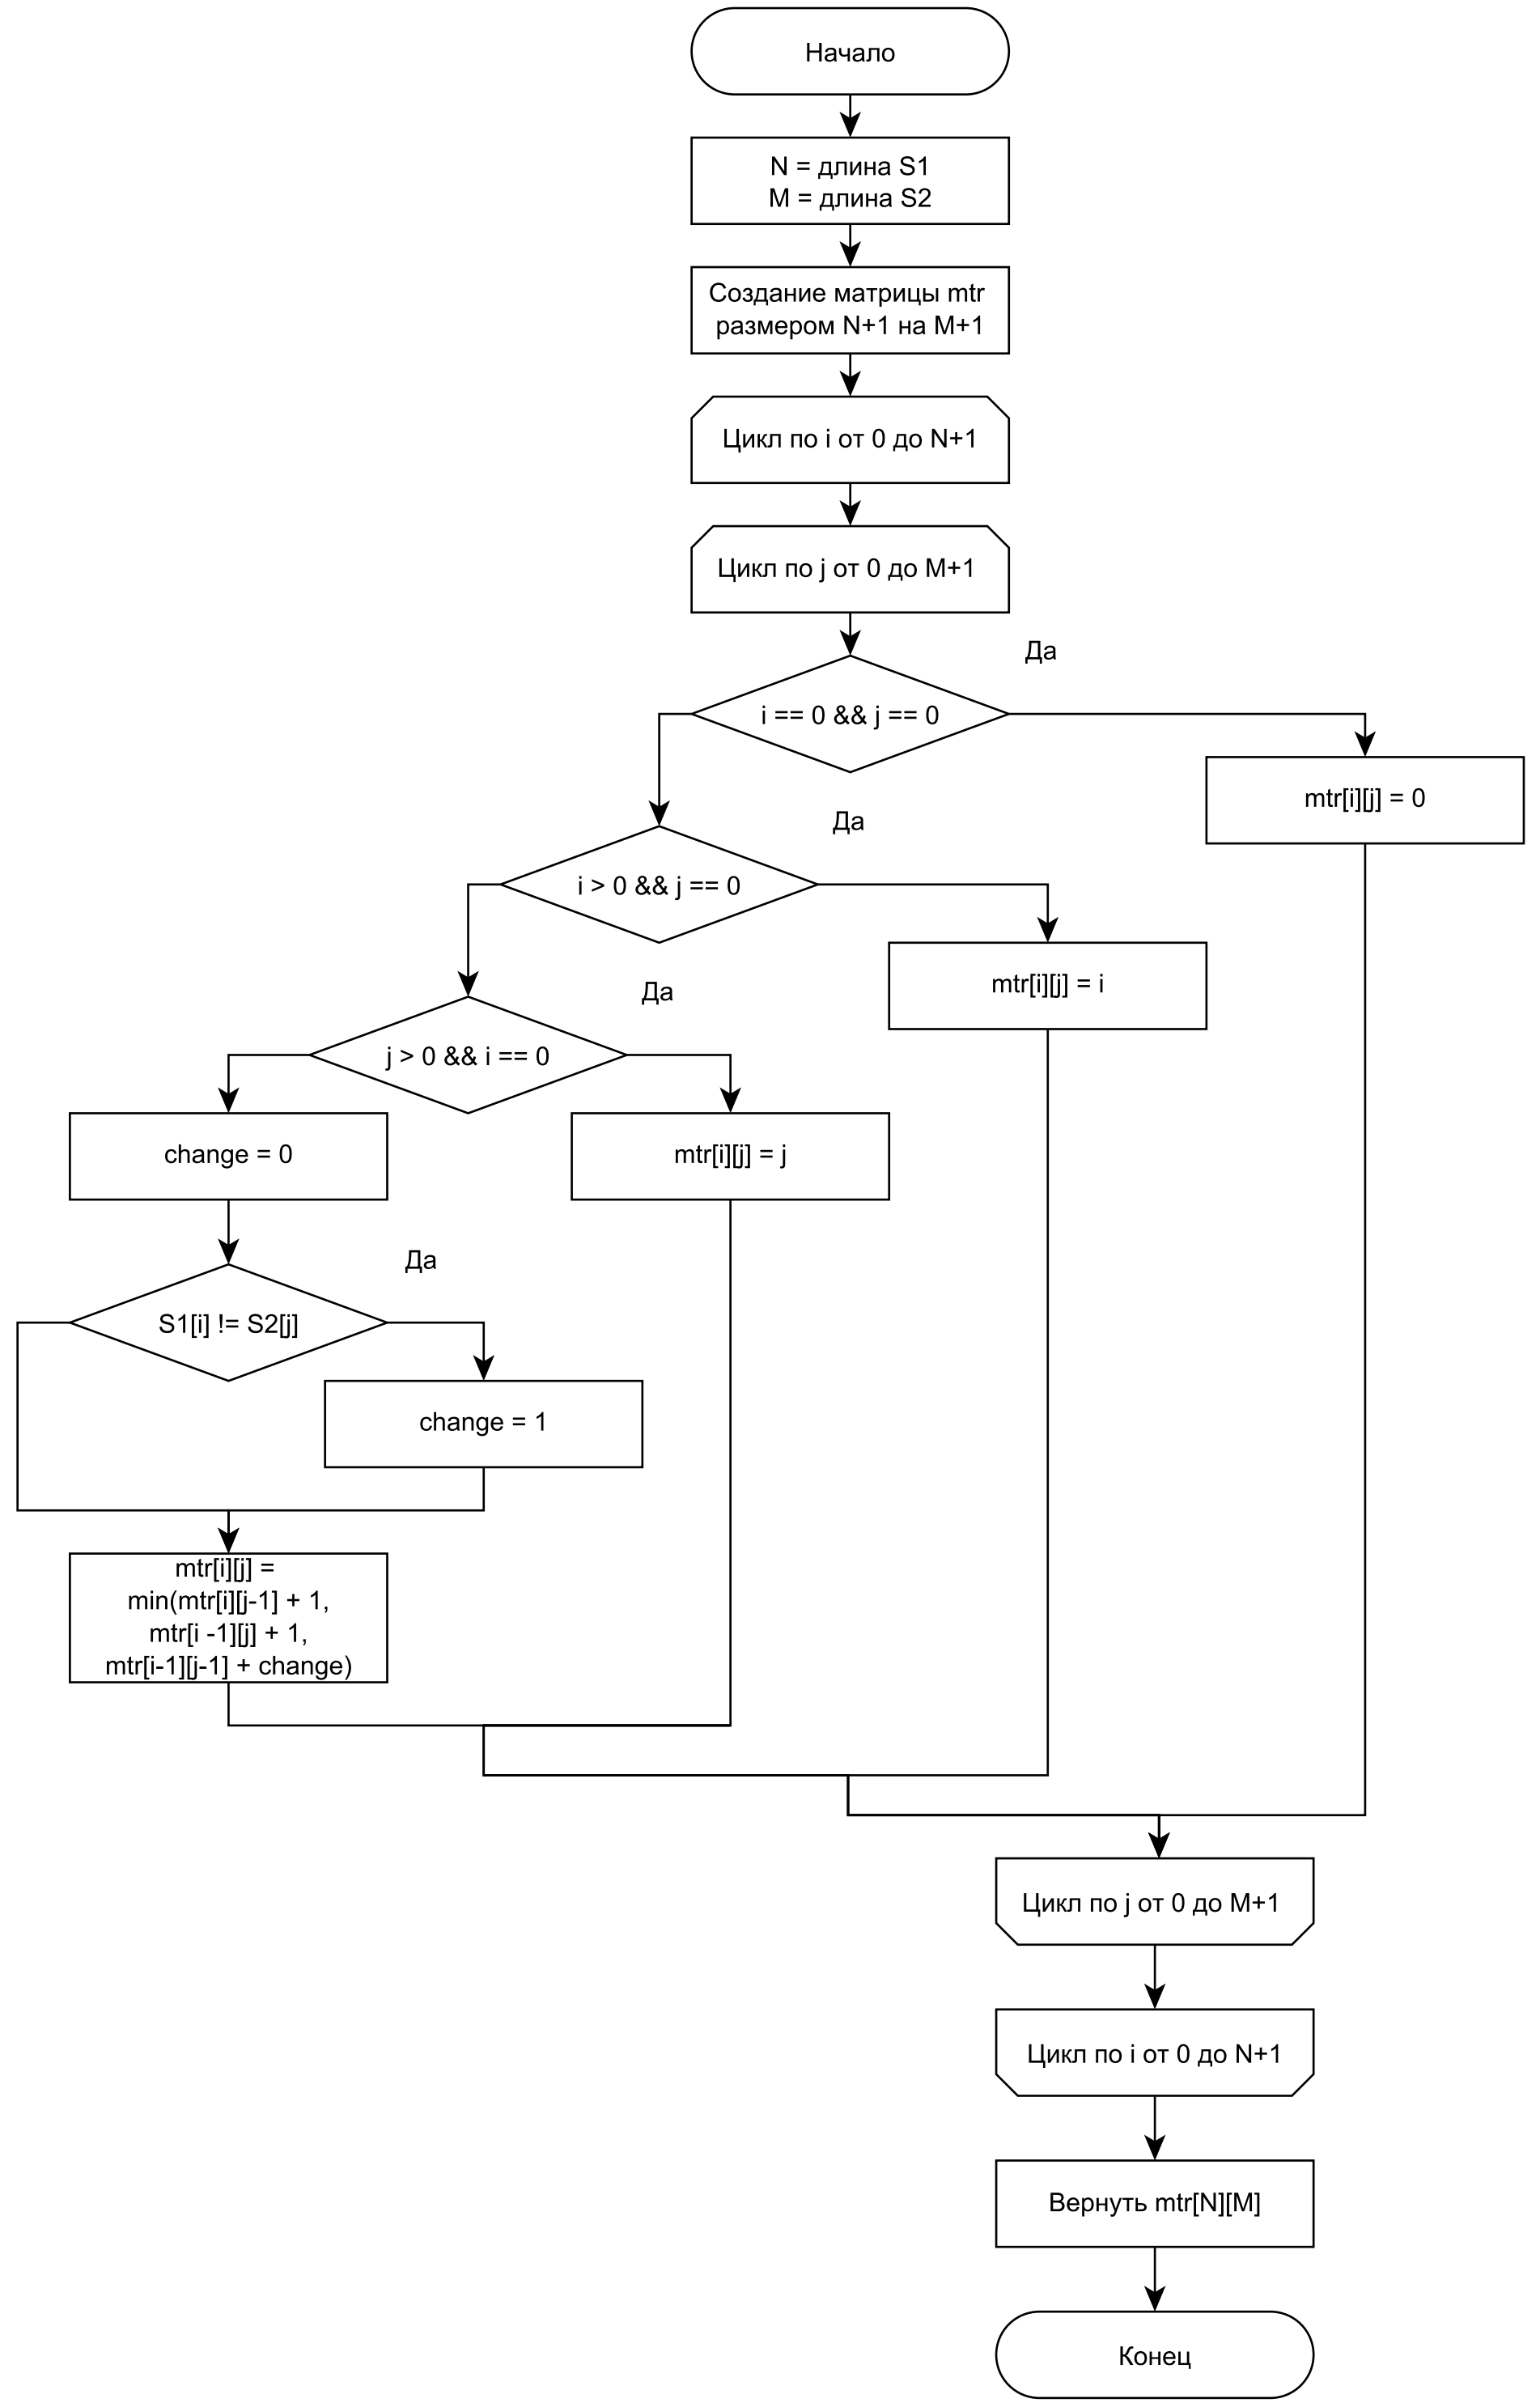 Начало
N = длина S1
M = длина S2
Создание матрицы mtr
размером N+1 на M+1
Цикл по i от 0 до N+1
Цикл по j от 0 до M+1
Да
i == 0 && j == 0
mtr[i][j] = 0
Да
i > 0 && j == 0
mtr[i][j] = i
Да
j > 0 && i == 0
change = 0
mtr[i][j] = j
Да
S1[i] != S2[j]
change = 1
mtr[i][j] =
min(mtr[i][j-1] + 1,
mtr[i -1][j] + 1,
mtr[i-1][j-1] + change)
Цикл по j от 0 до M+1
Цикл по i от 0 до N+1
Вернуть mtr[N][M]
Конец